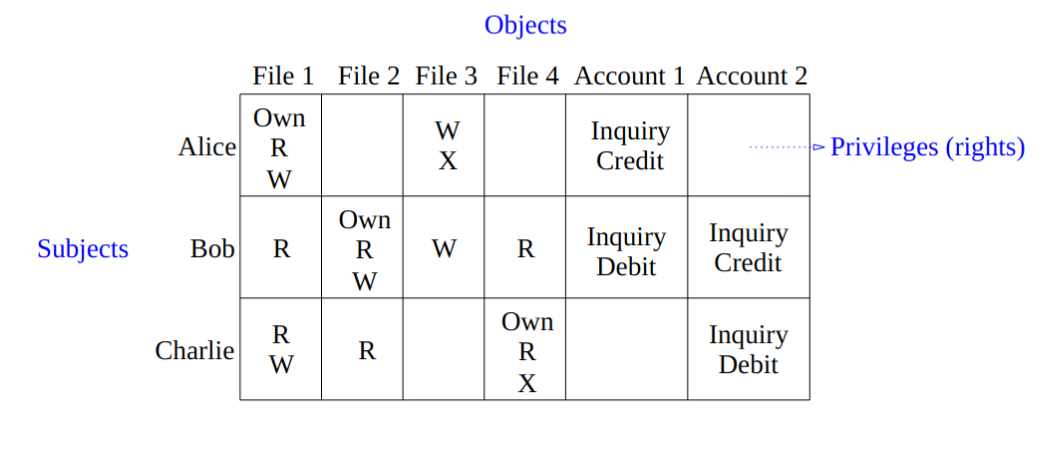 Objects
File 1 File 2 File 3 File 4 Account 1 Account 2
Alice
Own
R
W
W
X
Inquiry
Credit
Privileges (rights)
Subjects
Bob
R
Own
R
W
W
R
Inquiry
Debit
Inquiry
Credit
Charlie
R
W
R
Own
R
X
Inquiry
Debit